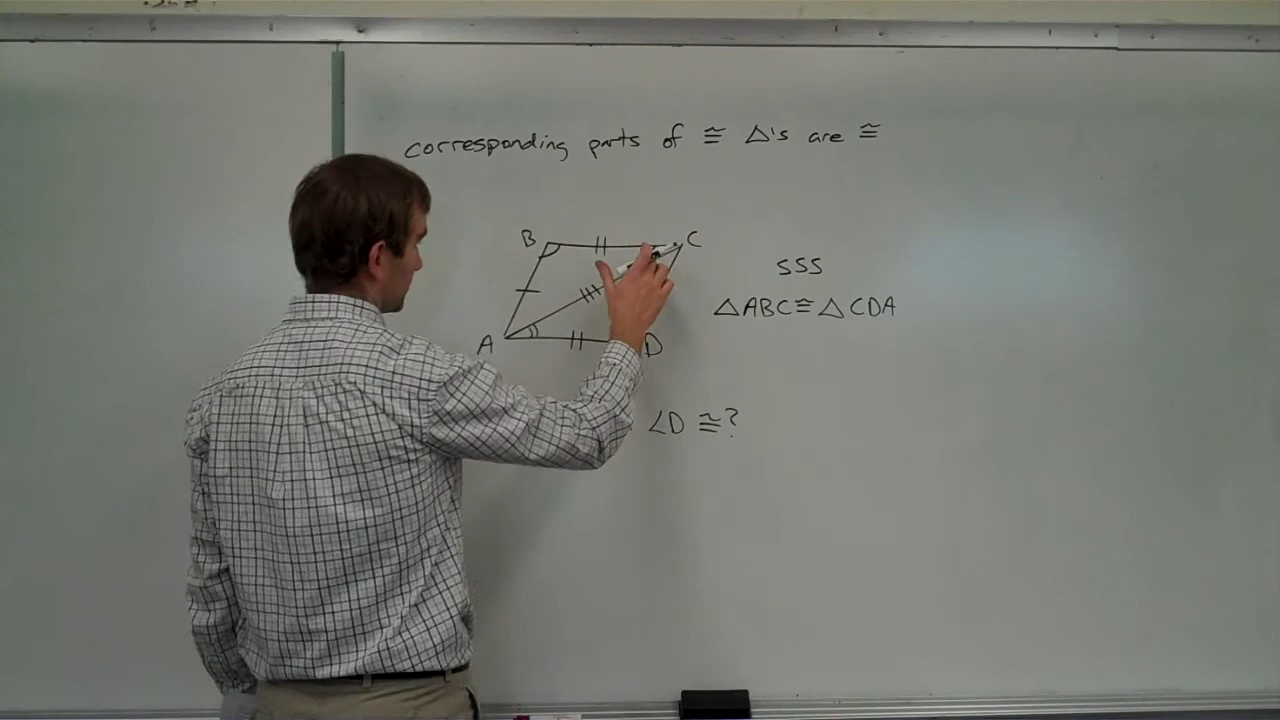 corresponding parts of ≅ △'s are ≅
B C
SSS
△ABC≅△CDA
A D
∠D ≅?